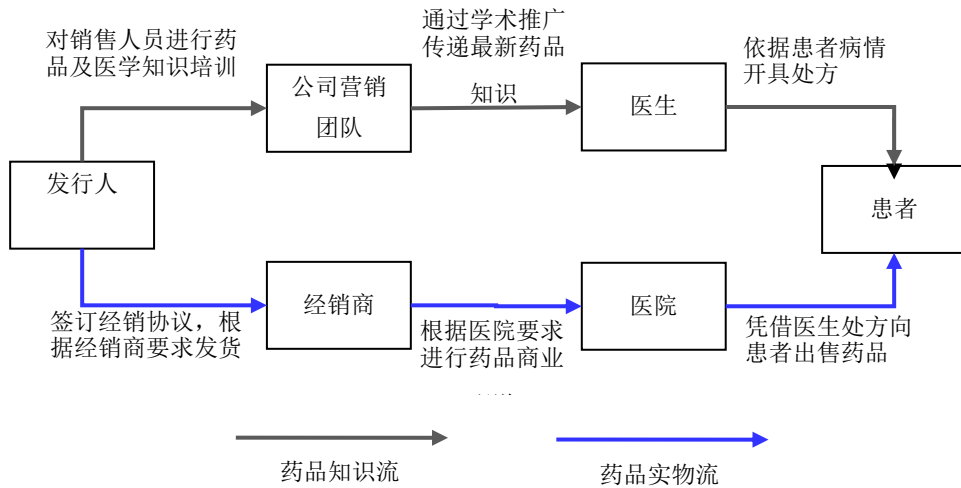 对销售人员进行药
品及医学知识培训
通过学术推广
传递最新药品
知识
依据患者病情
开具处方
公司营销
团队
医生
发行人
患者
经销商
医院
签订经销协议，根
据经销商要求发货
根据医院要求
进行药品商业
凭借医生处方向
患者出售药品
药品知识流
药品实物流